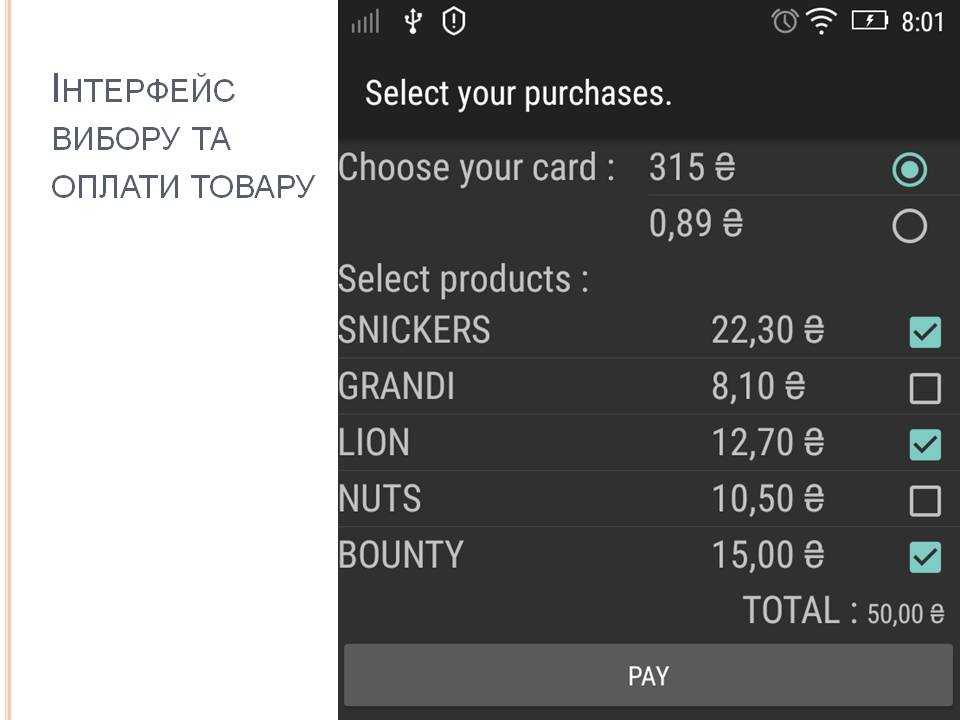 Інтерфейс
вибору та
оплати товару
8:01
Select your purchases.
Choose your card : 315 ₴
0,89 ₴
Select products :
SNICKERS 22,30 ₴
GRANDI 8,10 ₴
LION 12,70 ₴
NUTS 10,50 ₴
BOUNTY 15,00 ₴
TOTAL : 50,00 ₴
PAY